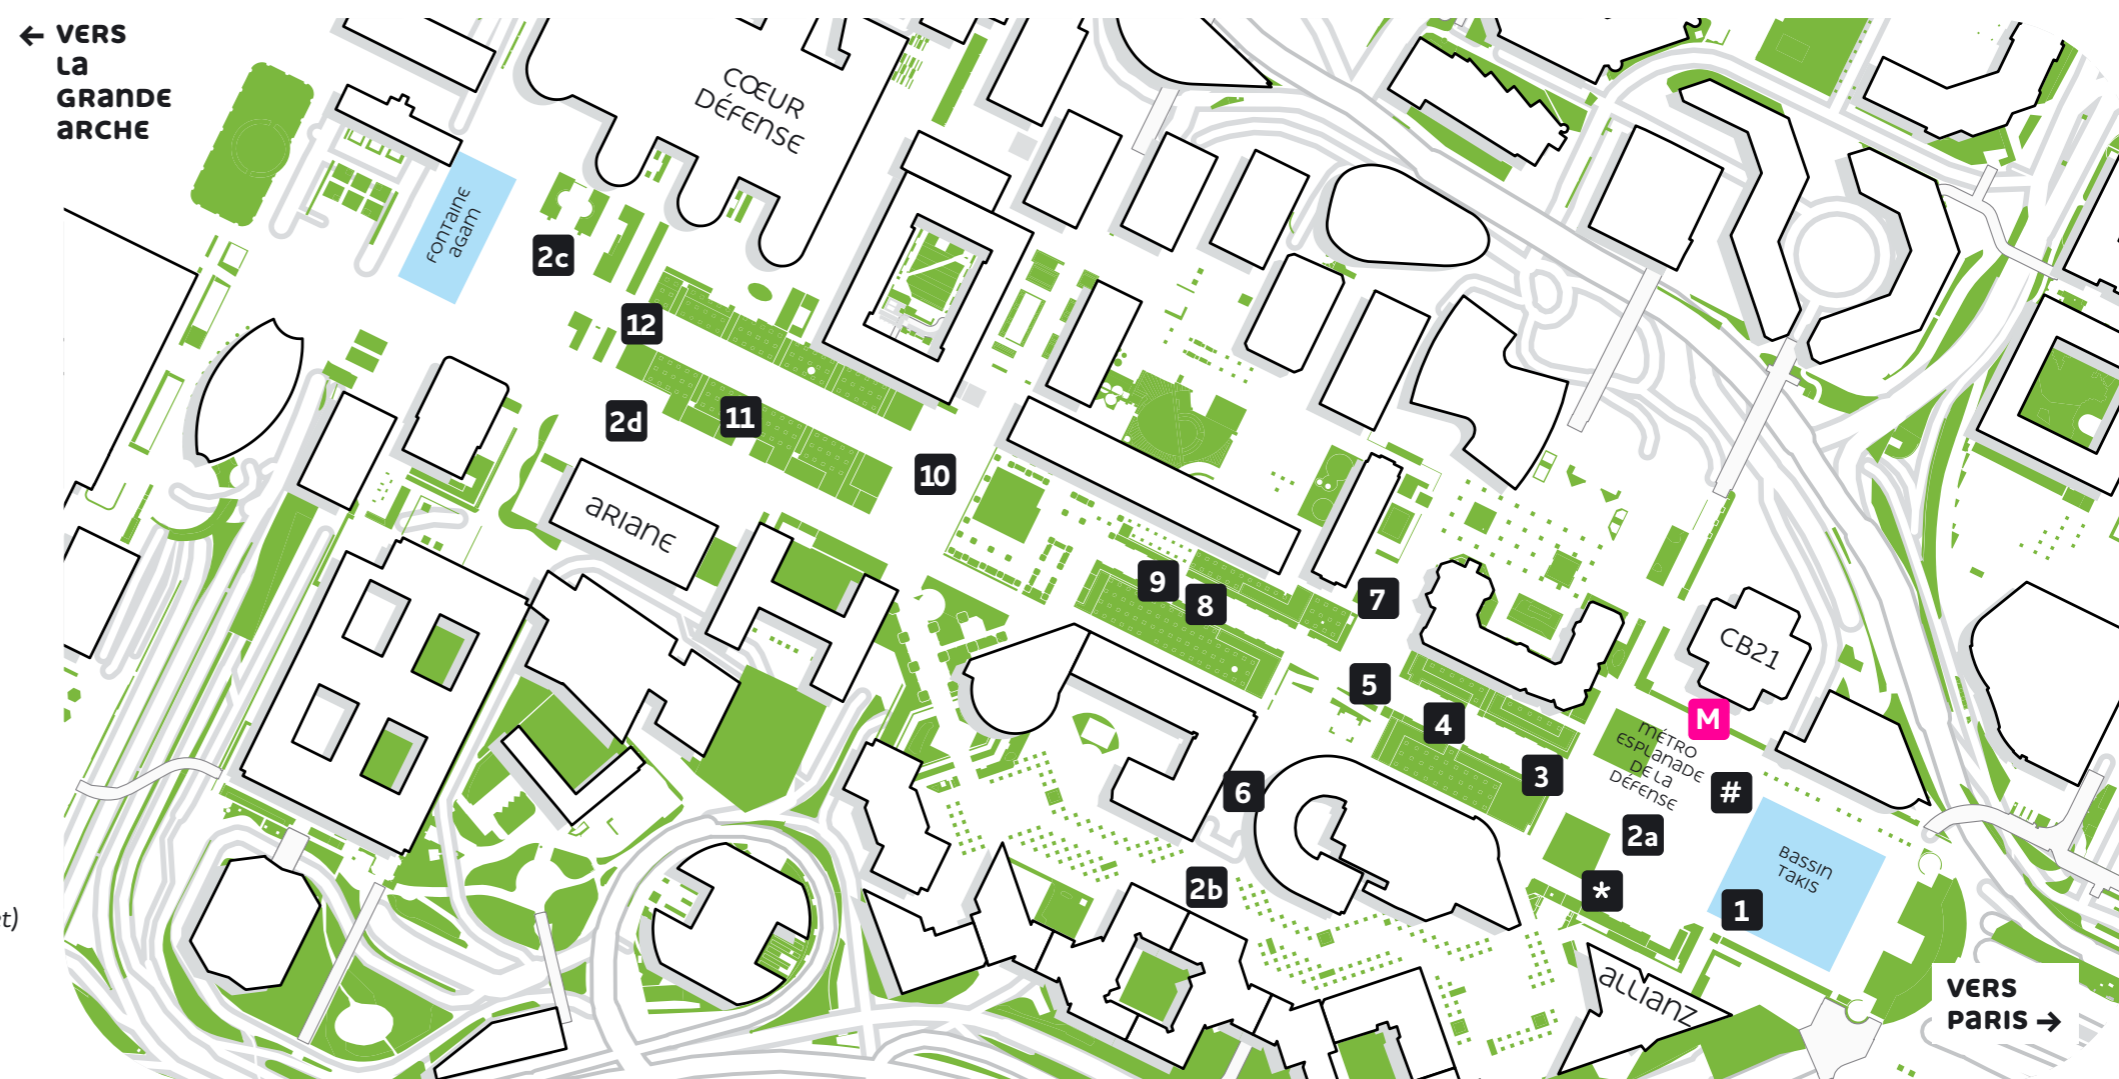 ← VERS
La
GRANDE
aRCHE
CŒUR
DÉFENSE
FONTAINE
AGAM
2c
12
2d
11
10
ARIANE
9
8
7
5
4
3
6
CB21
M
MÉTRO
ESPLANADE
DE LA
DÉFENSE
#
2a
2b
*
1
BASSIN
TAKIS
ALLIANZ
et)
VERS
PARIS →